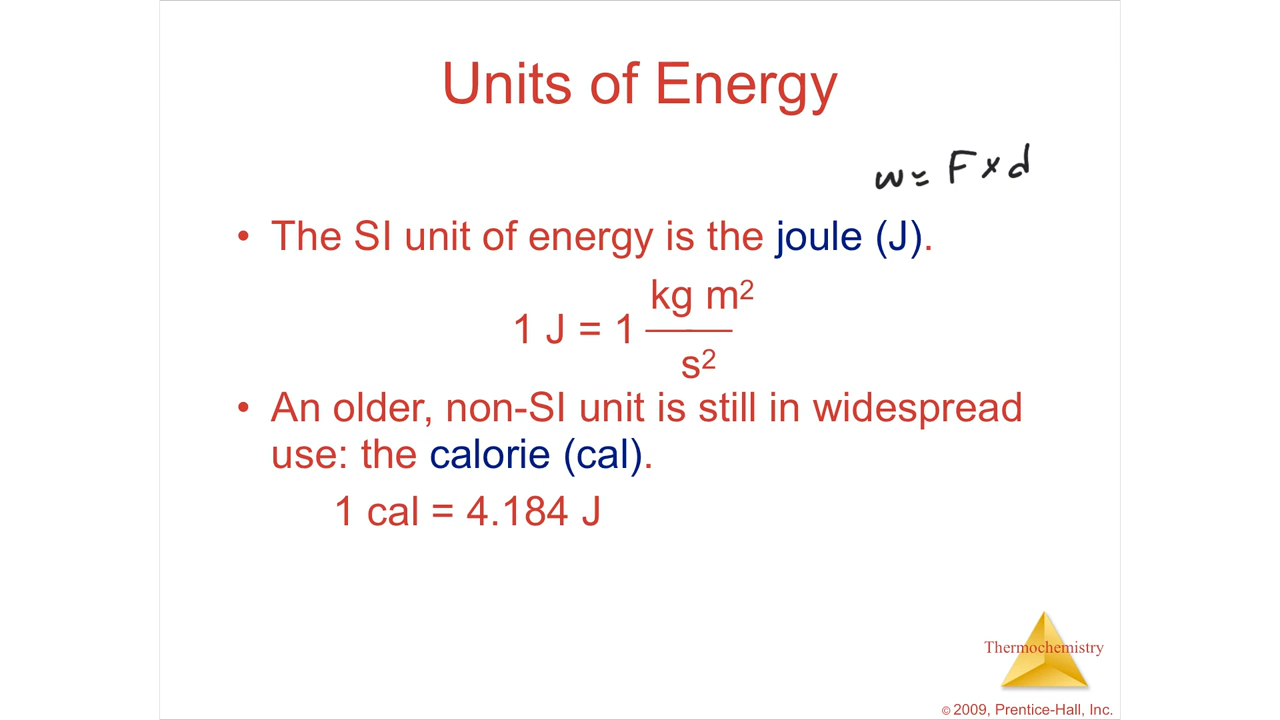 Units of Energy
w = F × d
• The SI unit of energy is the joule (J).
kg m²
1 J = 1
s²
• An older, non-SI unit is still in widespread
use: the calorie (cal).
1 cal = 4.184 J
Thermochemistry
© 2009, Prentice-Hall, Inc.